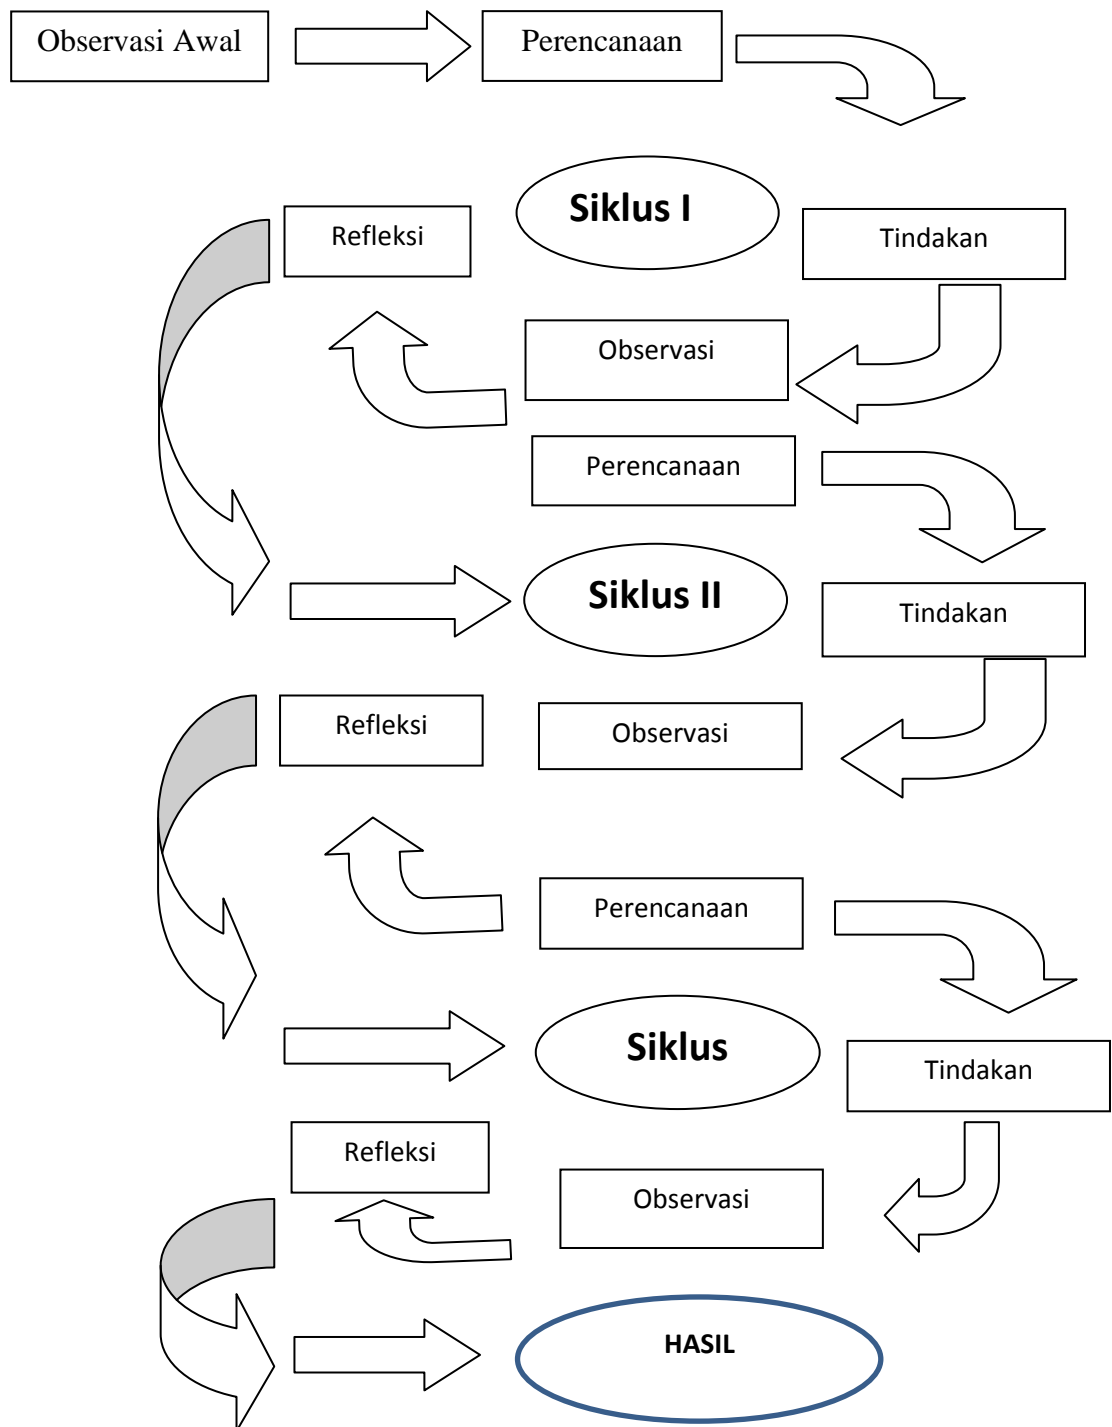 Observasi Awal
Perencanaan
Siklus I
Refleksi
Tindakan
Observasi
Perencanaan
Siklus II
Tindakan
Refleksi
Observasi
Perencanaan
Siklus
Tindakan
Refleksi
Observasi
HASIL